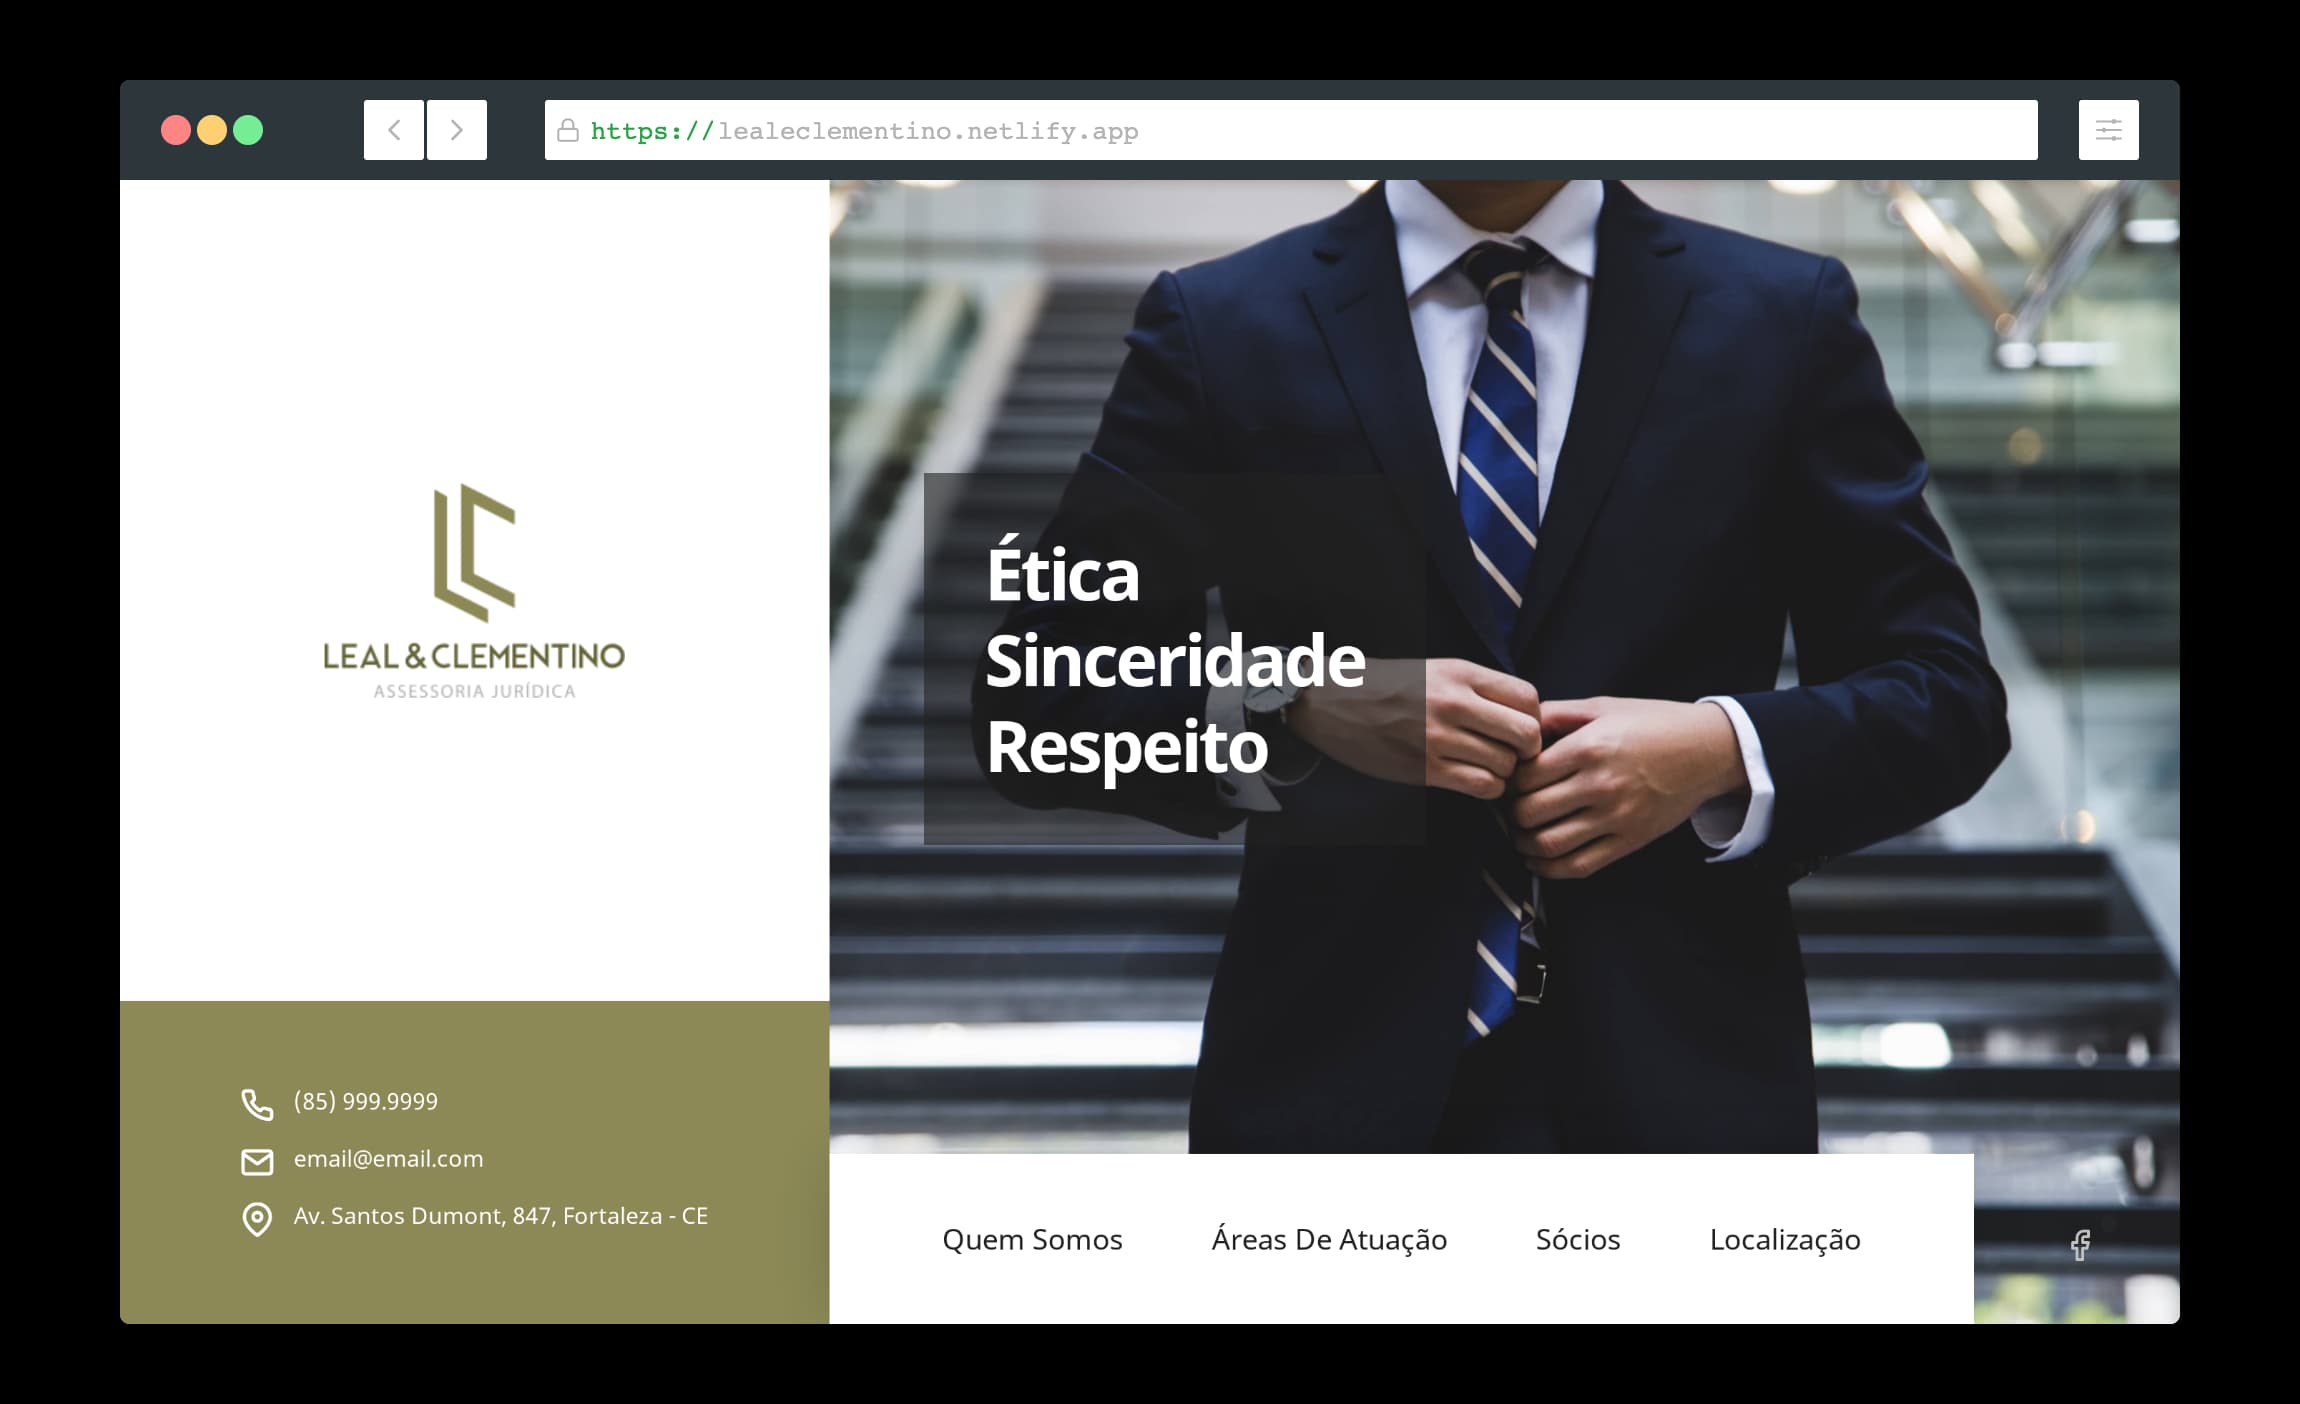 https://lealeclementino.netlify.app
LEAL & CLEMENTINO
ASSESSORIA JURÍDICA
Ética
Sinceridade
Respeito
(85) 999.9999
email@email.com
Av. Santos Dumont, 847, Fortaleza - CE
Quem Somos
Áreas De Atuação
Sócios
Localização